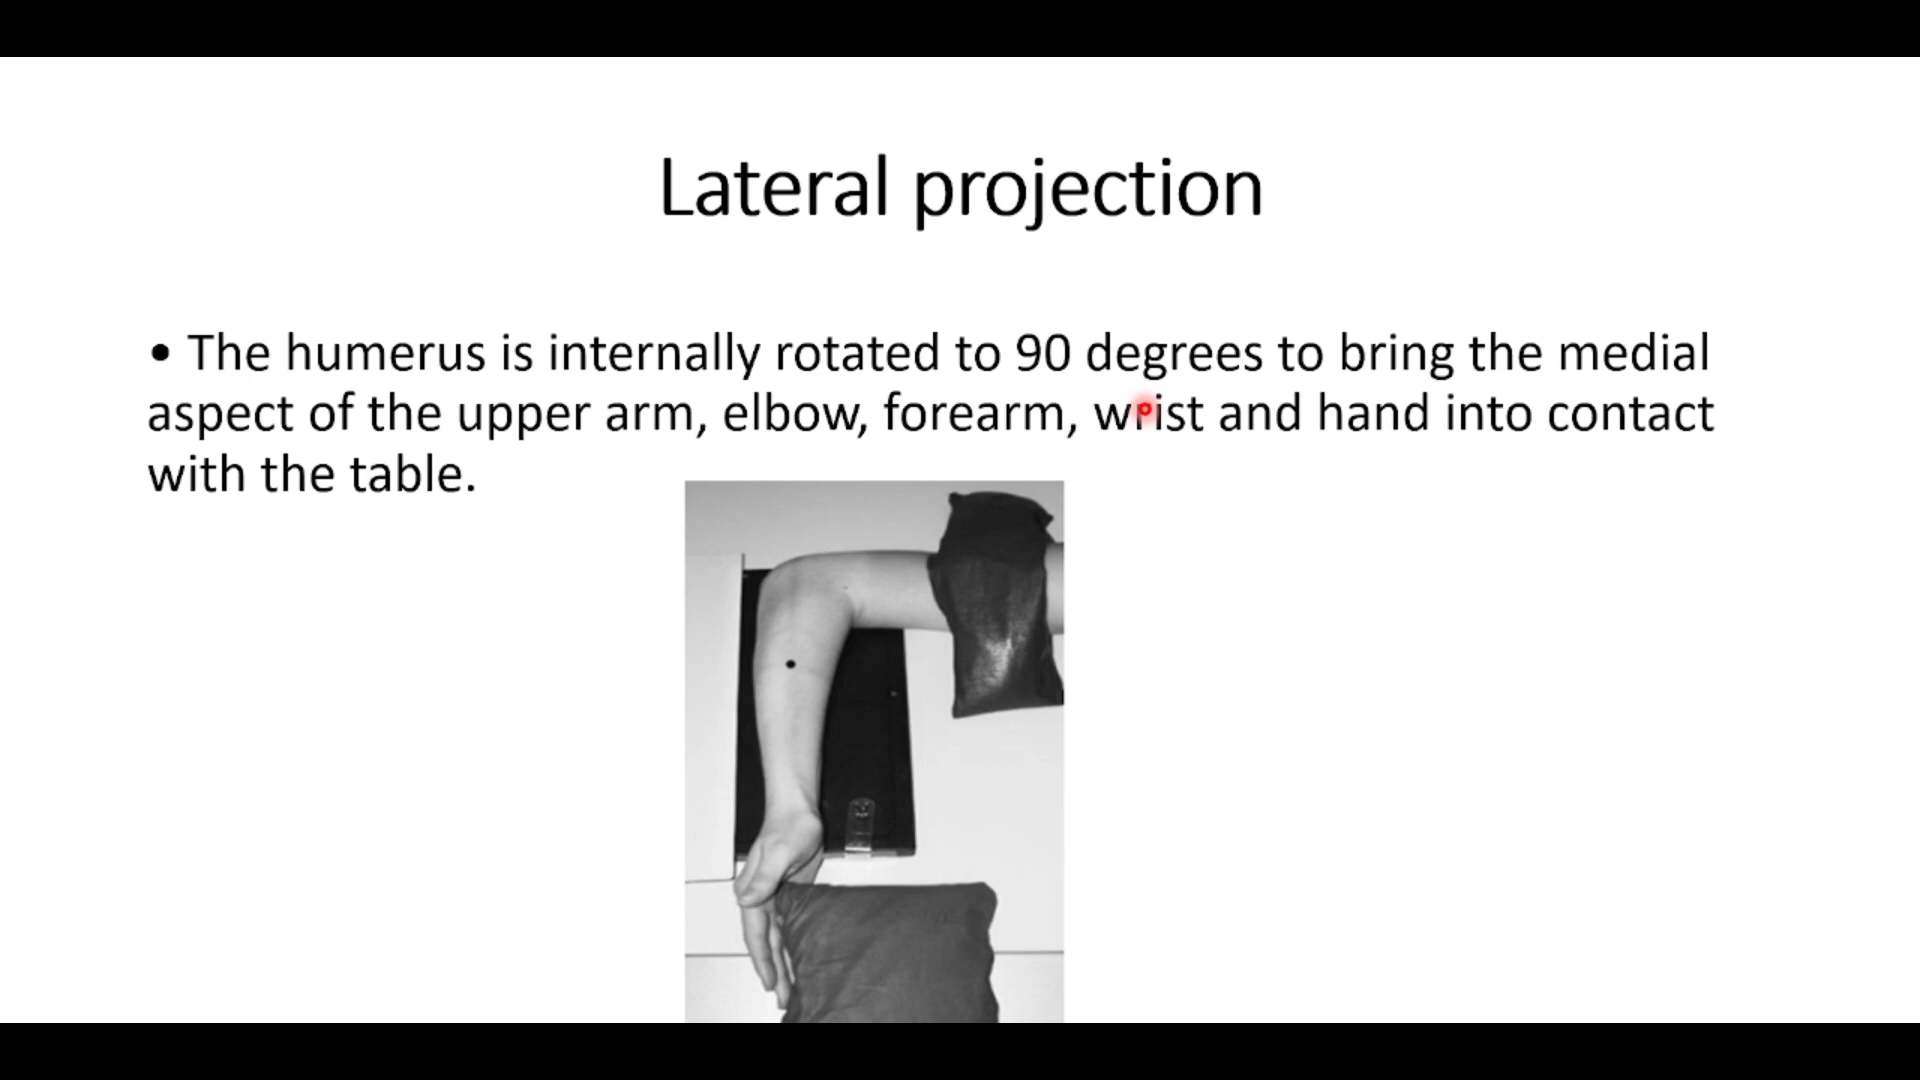 Lateral projection
• The humerus is internally rotated to 90 degrees to bring the medial
aspect of the upper arm, elbow, forearm, wrist and hand into contact
with the table.